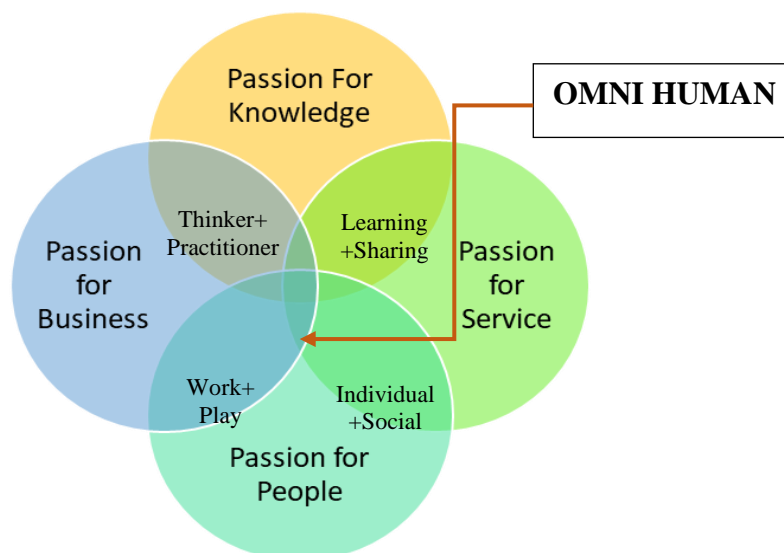 Passion For
Knowledge
OMNI HUMAN
Thinker+
Practitioner
Learning
+Sharing
Passion
for
Business
Passion
for
Service
Work+
Play
Individual
+Social
Passion for
People